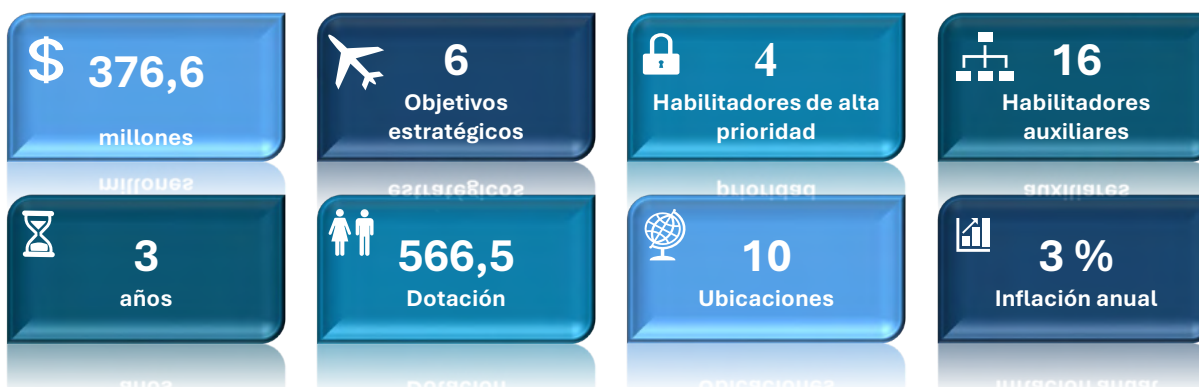 $ 376,6
millones
6
Objetivos
estratégicos
4
Habilitadores de alta
prioridad
16
Habilitadores
auxiliares
3
años
566,5
Dotación
10
Ubicaciones
3 %
Inflación anual